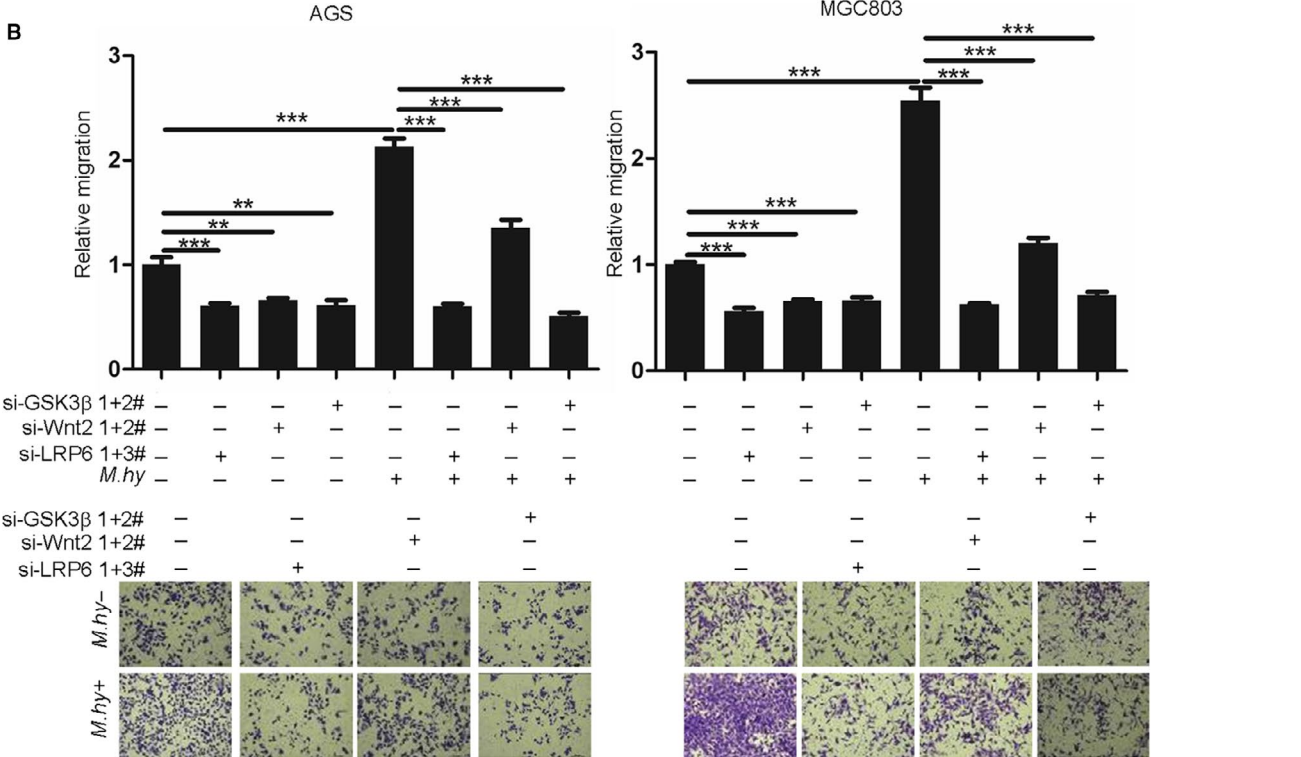 B
AGS
MGC803
Relative migration
3
2
1
0
***
**
**
***
***
***
***
Relative migration
3
2
1
0
***
***
***
***
***
***
***
si-GSK3β 1+2# – – – + – – – + – – – + – – – +
si-Wnt2 1+2# – – + – – – + – – – + – – – + –
si-LRP6 1+3# – + – – – + – – – + – – – + – –
M.hy – – – – + + + + – – – – + + + +
si-GSK3β 1+2# – – – + – – – +
si-Wnt2 1+2# – – + – – – + –
si-LRP6 1+3# – + – – – + – –
M.hy–
M.hy+